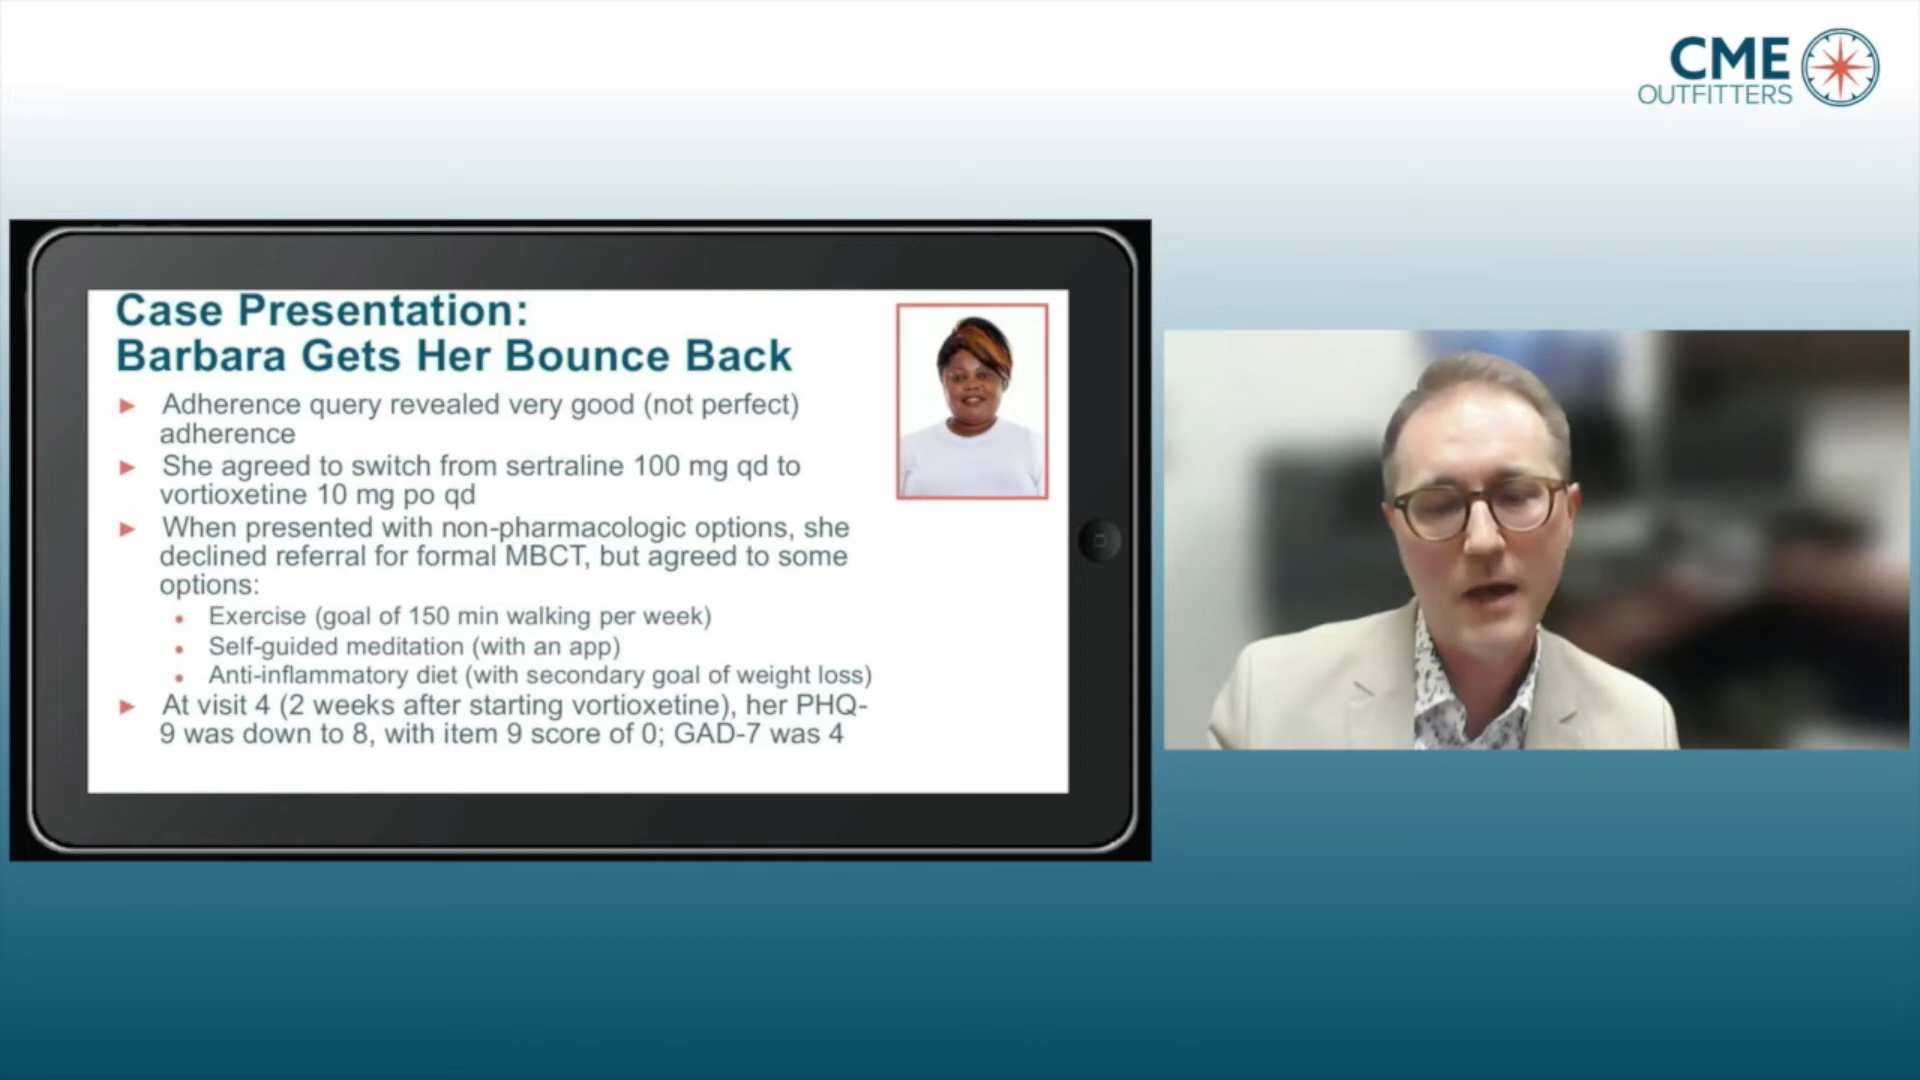 CME
OUTFITTERS
Case Presentation:
Barbara Gets Her Bounce Back
Adherence query revealed very good (not perfect)
adherence
She agreed to switch from sertraline 100 mg qd to
vortioxetine 10 mg po qd
When presented with non-pharmacologic options, she
declined referral for formal MBCT, but agreed to some
options:
Exercise (goal of 150 min walking per week)
Self-guided meditation (with an app)
Anti-inflammatory diet (with secondary goal of weight loss)
At visit 4 (2 weeks after starting vortioxetine), her PHQ-
9 was down to 8, with item 9 score of 0; GAD-7 was 4